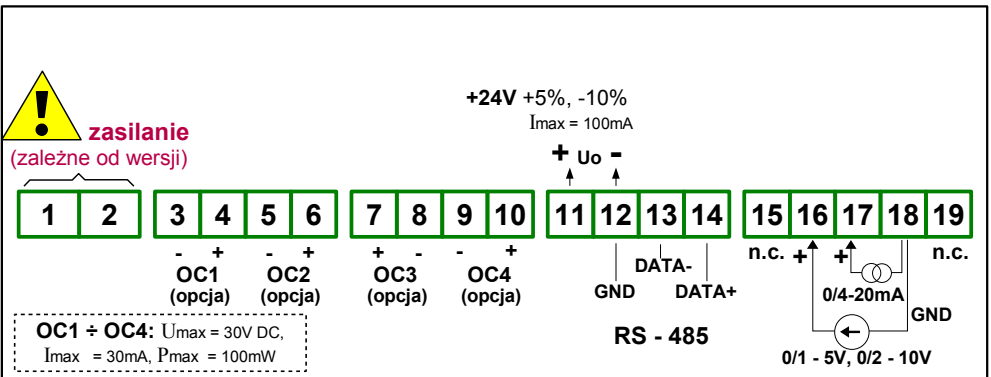 +24V +5%, -10%
Imax = 100mA
+ Uo -
!
zasilanie
(zależne od wersji)
1 2 3 4 5 6 7 8 9 10 11 12 13 14 15 16 17 18 19
- + - + + - - + n.c. + + n.c.
OC1 OC2 OC3 OC4
(opcja) (opcja) (opcja) (opcja)
DATA-
GND DATA+
0/4-20mA
GND
RS - 485
0/1 - 5V, 0/2 - 10V
OC1 ÷ OC4: Umax = 30V DC,
Imax = 30mA, Pmax = 100mW